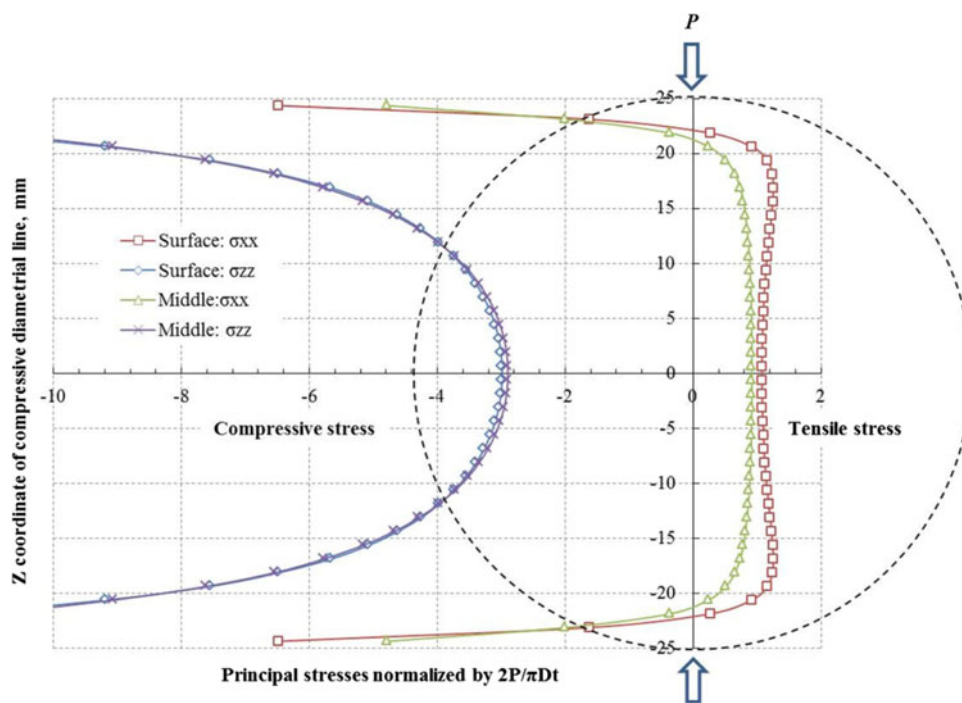 P
25
20
15
10
5
0
-5
-10
-15
-20
-25
-10
-8
-6
-4
-2
0
2
Surface: σxx
Surface: σzz
Middle:σxx
Middle: σzz
Compressive stress
Tensile stress
Z coordinate of compressive diametrial line, mm
Principal stresses normalized by 2P/πDt